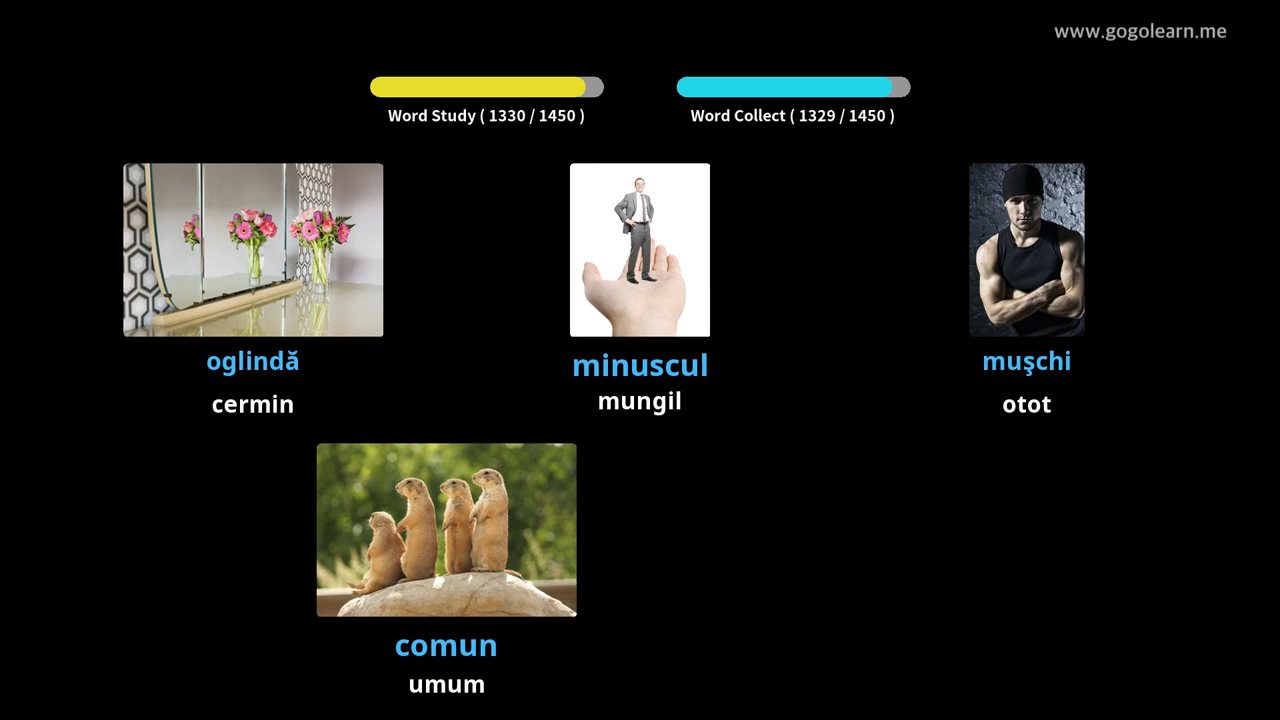 www.gogolearn.me
Word Study ( 1330 / 1450 )
Word Collect ( 1329 / 1450 )
oglindă
cermin
minuscul
mungil
muşchi
otot
comun
umum